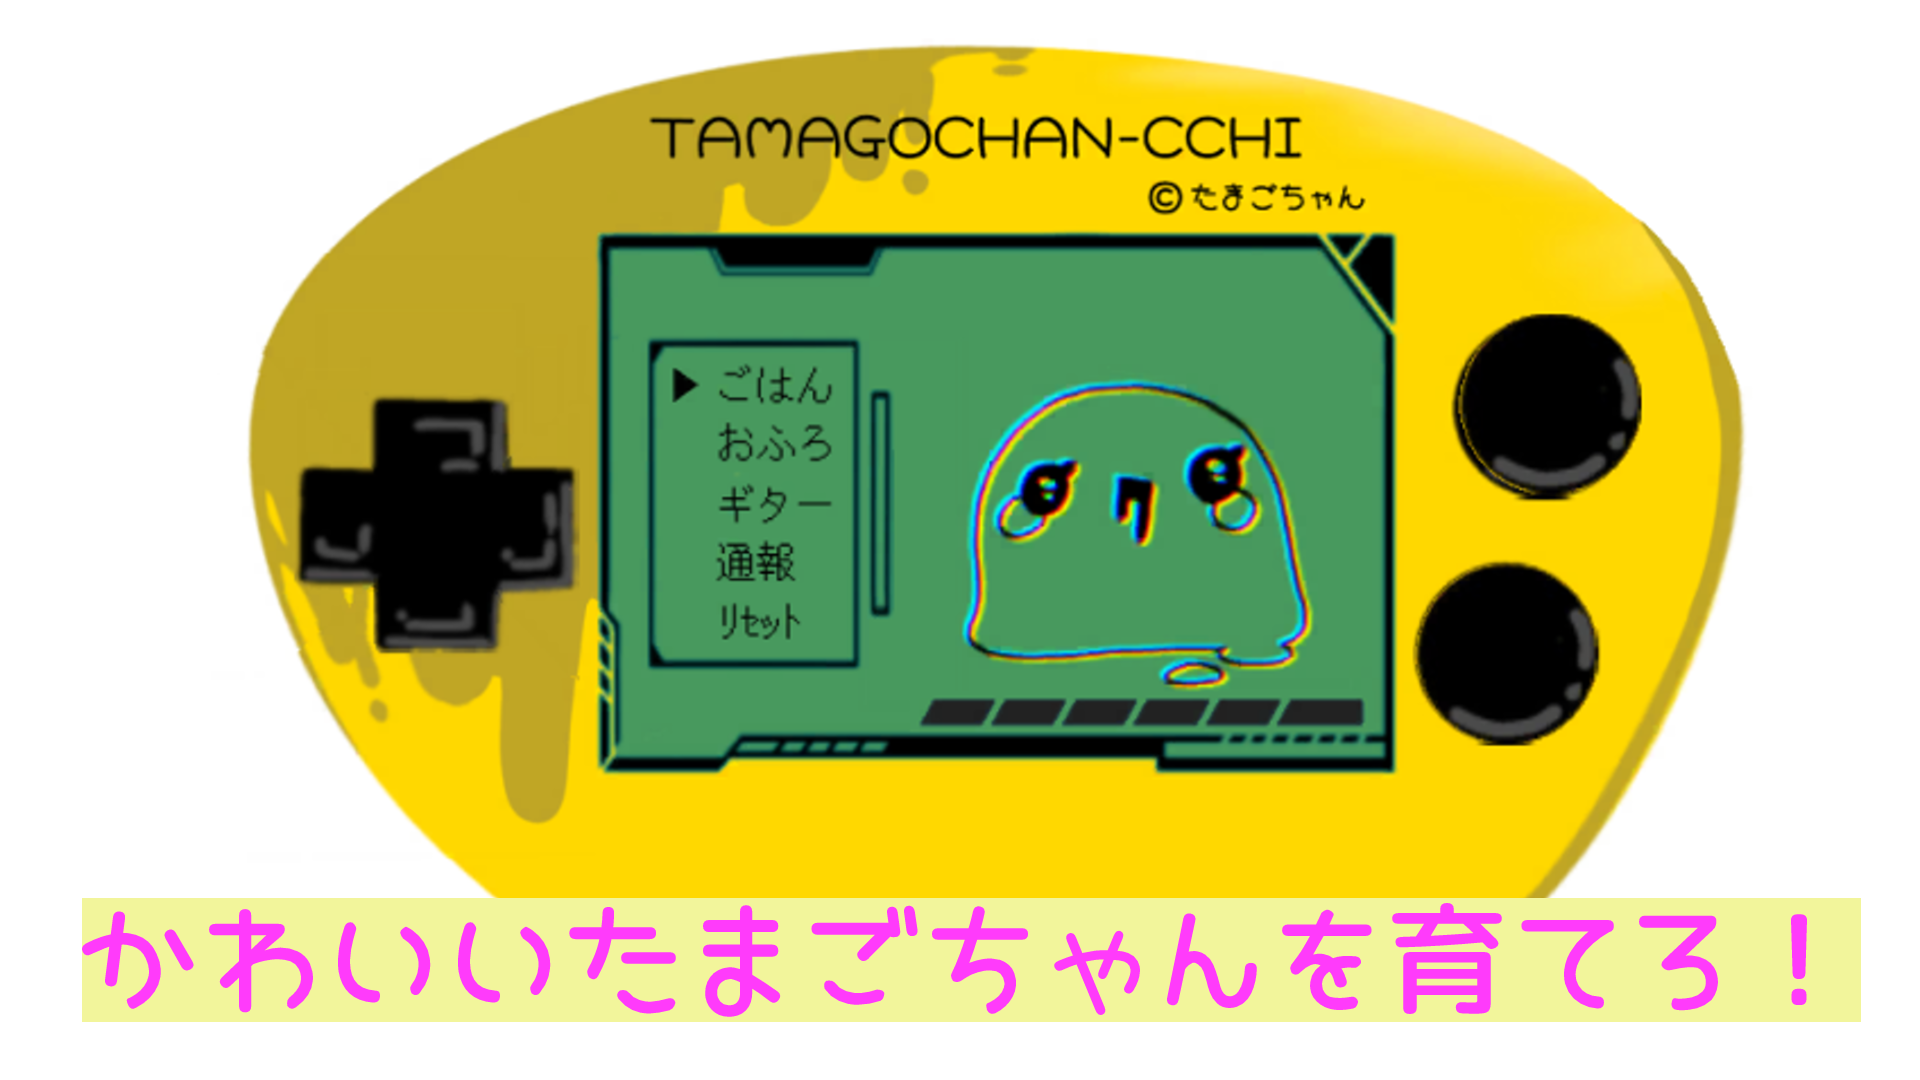 TAMAGOCHAN-CCHI
©たまごちゃん
▶ごはん
おふろ
ギター
通報
リセット
かわいいたまごちゃんを育てろ！